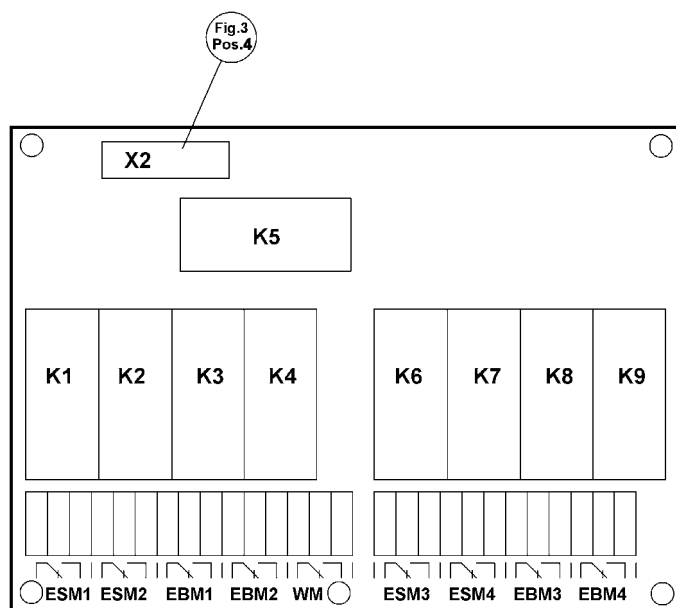 Fig.3
Pos.4
X2
K5
K1 K2 K3 K4 K6 K7 K8 K9
ESM1 ESM2 EBM1 EBM2 WM ESM3 ESM4 EBM3 EBM4